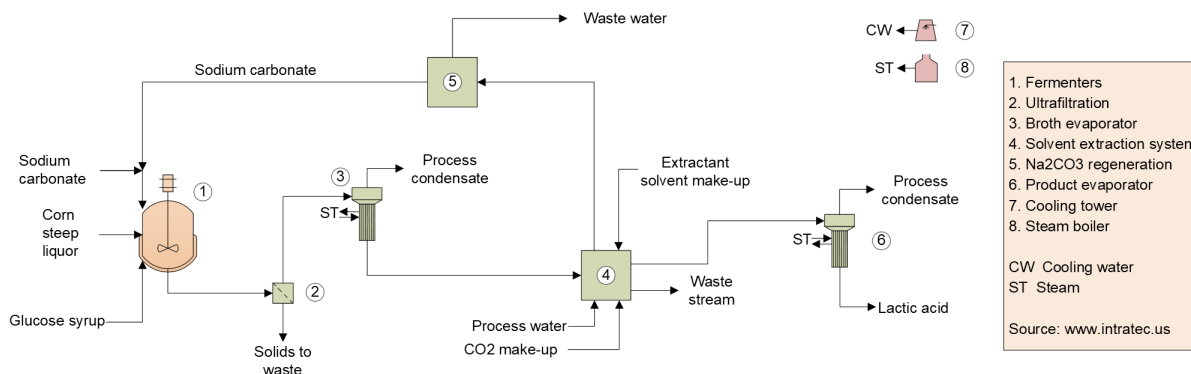 Waste water
CW
7
ST
8
Sodium carbonate
5
1. Fermenters
2. Ultrafiltration
3. Broth evaporator
4. Solvent extraction system
5. Na2CO3 regeneration
6. Product evaporator
7. Cooling tower
8. Steam boiler
CW Cooling water
ST Steam
Source: www.intratec.us
Sodium
carbonate
1
Corn
steep
liquor
Glucose syrup
2
Solids to
waste
3
Process
condensate
ST
Extractant
solvent make-up
4
Waste
stream
Process water
CO2 make-up
Process
condensate
ST
6
Lactic acid